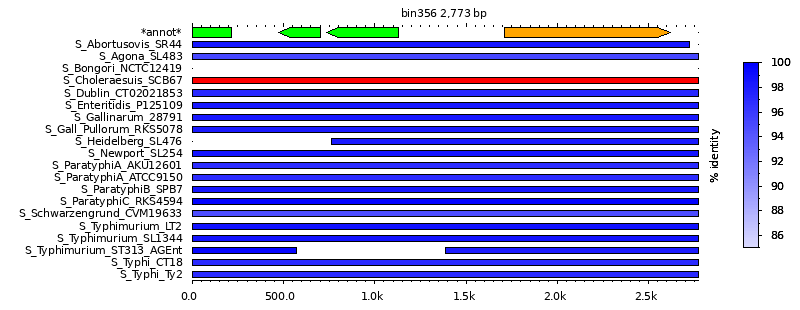 bin356 2,773 bp
*annot*
S_Abortusovis_SR44
S_Agona_SL483
S_Bongori_NCTC12419
S_Choleraesuis_SCB67
S_Dublin_CT02021853
S_Enteritidis_P125109
S_Gallinarum_28791
S_Gall_Pullorum_RKS5078
S_Heidelberg_SL476
S_Newport_SL254
S_ParatyphiA_AKU12601
S_ParatyphiA_ATCC9150
S_ParatyphiB_SPB7
S_ParatyphiC_RKS4594
S_Schwarzengrund_CVM19633
S_Typhimurium_LT2
S_Typhimurium_SL1344
S_Typhimurium_ST313_AGEnt
S_Typhi_CT18
S_Typhi_Ty2
0.0 500.0 1.0k 1.5k 2.0k 2.5k
% identity
100
98
96
94
92
90
88
86